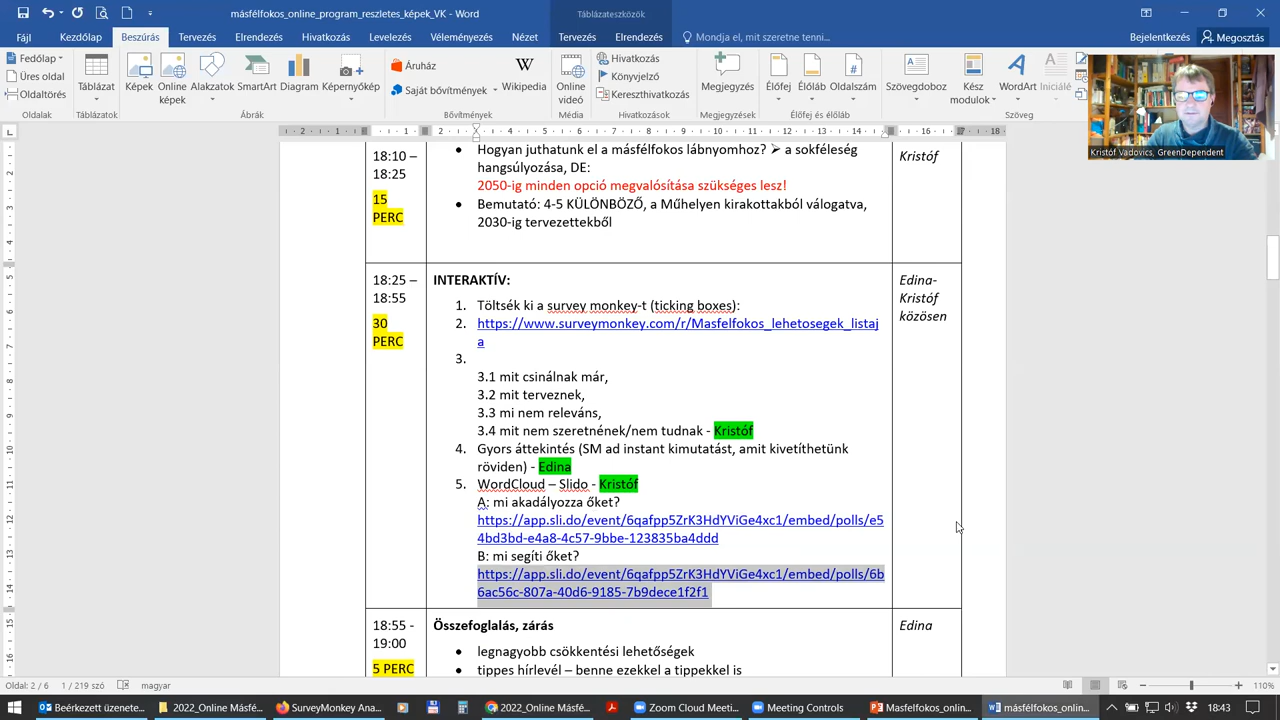 másfélfokos_online_esemény_2022_tervezet_VK - Word
Táblázateszközök
Fájl
Kezdőlap
Beszúrás
Tervezés
Elrendezés
Hivatkozás
Levelezés
Korrektúra
Véleményezés
Nézet
Bővítmények
Súgó
Tervezés
Elrendezés
Mondja el, mit szeretne tenni...
Bejelentkezés
Megosztás
Fedőlap
Üres oldal
Oldaltörés
Táblázat
Képek
Online képek
Alakzatok
SmartArt
Diagram
Képernyőkép
Áruház
Saját bővítmények
Wikipedia
Online videó
Hivatkozás
Könyvjelző
Kereszthivatkozás
Megjegyzés
Élőfej
Élőláb
Oldalszám
Szövegdoboz
Kész modulok
WordArt
Iniciálé
Oldalak
Táblázatok
Ábrák
Bővítmények
Média
Hivatkozások
Megjegyzések
Élőfej és élőláb
Szöveg
Kristóf Vadovics, GreenDependent
18:10 –
18:25
15
PERC
• Hogyan juthatunk el a másfélfokos lábnyomhoz? ➢ a sokféleség
hangsúlyozása, DE:
2050-ig minden opció megvalósítása szükséges lesz!
• Bemutató: 4-5 KÜLÖNBÖZŐ, a Műhelyen kirakottakból válogatva,
2030-ig tervezettekből
Kristóf
18:25 –
18:55
30
PERC
INTERAKTÍV:
1. Töltsék ki a survey monkey-t (ticking boxes):
2. https://www.surveymonkey.com/r/Masfelfokos_lehetosegek_listaj
a
3.
3.1 mit csinálnak már,
3.2 mit terveznek,
3.3 mi nem releváns,
3.4 mit nem szeretnének/nem tudnak - Kristóf
4. Gyors áttekintés (SM ad instant kimutatást, amit kivetíthetünk
röviden) - Edina
5. WordCloud – Slido - Kristóf
A: mi akadályozza őket?
https://app.sli.do/event/6qafpp5ZrK3HdYViGe4xc1/embed/polls/e5
4bd3bd-e4a8-4c57-9bbe-123835ba4ddd
B: mi segíti őket?
https://app.sli.do/event/6qafpp5ZrK3HdYViGe4xc1/embed/polls/6b
6ac56c-807a-40d6-9185-7b9dece1f2f1
Edina-
Kristóf
közösen
18:55 -
19:00
5 PERC
Összefoglalás, zárás
• legnagyobb csökkentési lehetőségek
• tippes hírlevél – benne ezekkel a tippekkel is
Edina
Oldal: 2 / 6
1 / 219 szó
magyar
110%
Beérkezett üzenete...
2022_Másfélfokos ...
SurveyMonkey Ana...
2022_Másfélfokos ...
Zoom Cloud Meeti...
Meeting Controls
Masfelfokos_onlin...
másfélfokos_onlin...
18:43